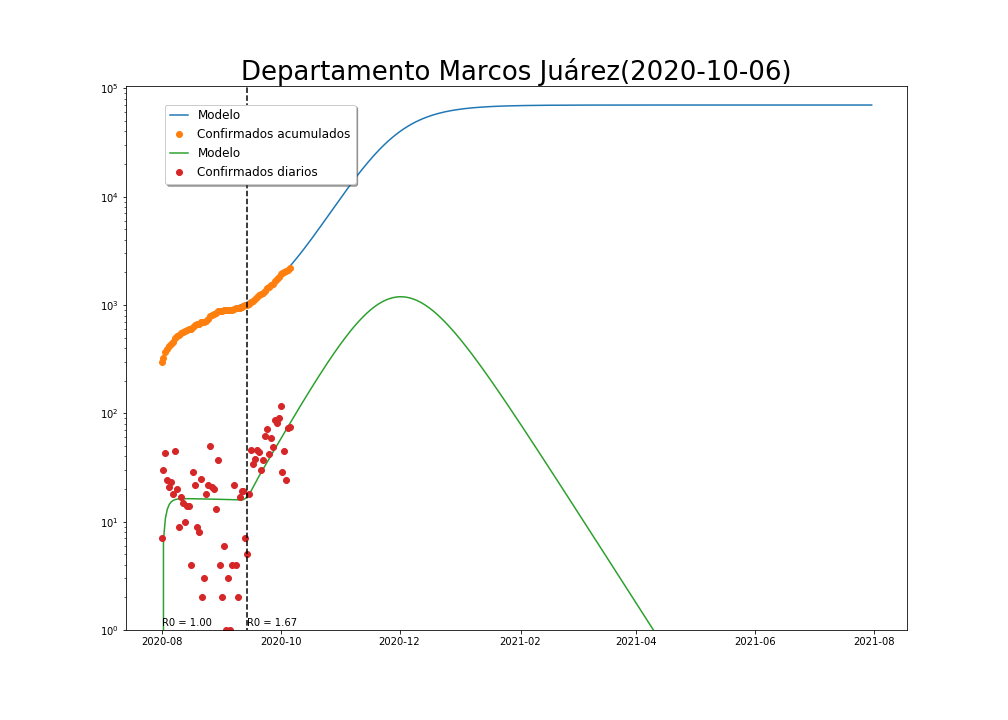 Departamento Marcos Juárez(2020-10-06)
Modelo
Confirmados acumulados
Modelo
Confirmados diarios
10^5
10^4
10^3
10^2
10^1
10^0
R0 = 1.00 R0 = 1.67
2020-08 2020-10 2020-12 2021-02 2021-04 2021-06 2021-08